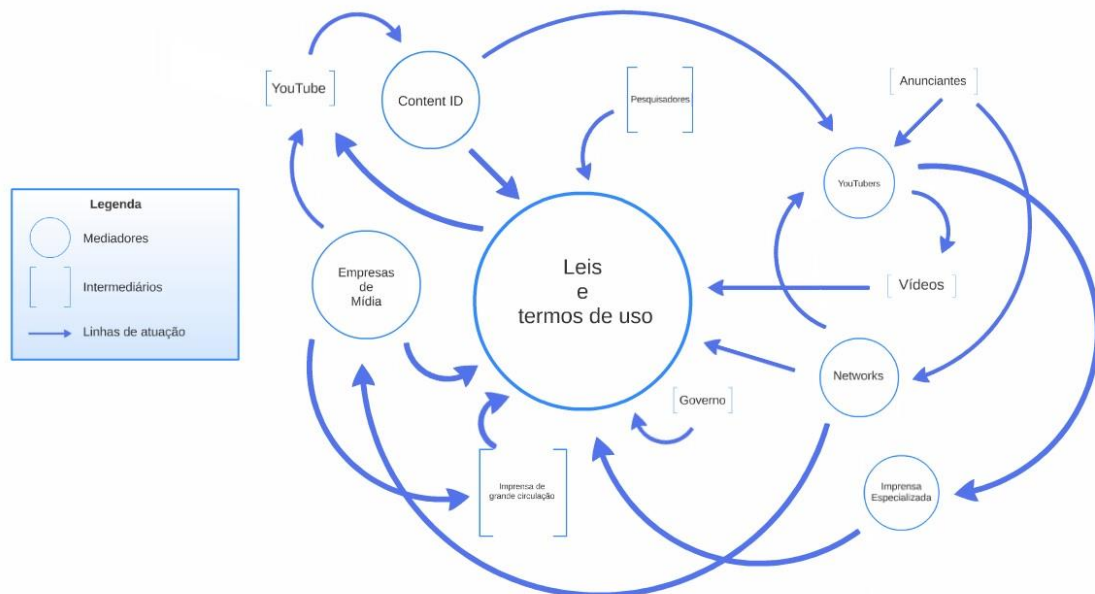 YouTube
Content ID
Pesquisadores
Anunciantes
YouTubers
Legenda
Mediadores
Intermediários
Linhas de atuação
Empresas
de
Mídia
Leis
e
termos de uso
Vídeos
Networks
Governo
Imprensa de
grande circulação
Imprensa
Especializada